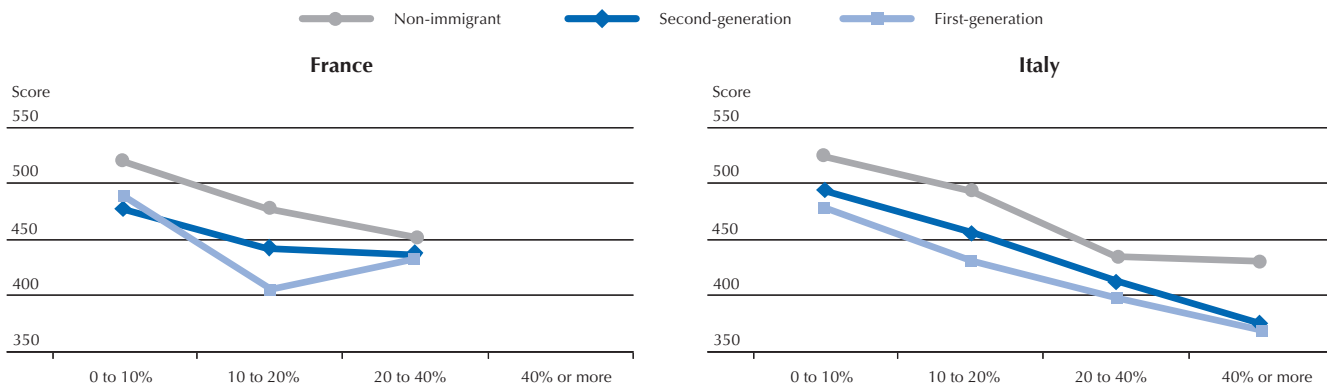 Non-immigrant Second-generation First-generation
France
Score
550
500
450
400
350
0 to 10% 10 to 20% 20 to 40% 40% or more
Italy
Score
550
500
450
400
350
0 to 10% 10 to 20% 20 to 40% 40% or more